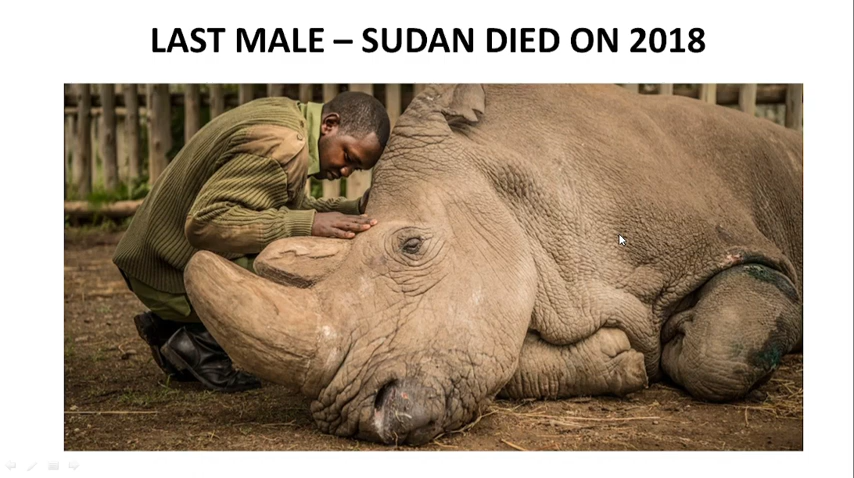 LAST MALE – SUDAN DIED ON 2018